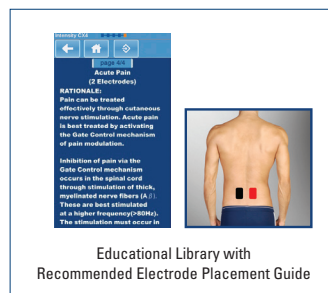 Intensity CX4
page 4/4
Acute Pain
(2 Electrodes)
RATIONALE:
Pain can be treated
effectively through cutaneous
nerve stimulation. Acute pain
is best treated by activating
the Gate Control mechanism
of pain modulation.
Inhibition of pain via the
Gate Control mechanism
occurs in the spinal cord
through stimulation of thick,
myelinated nerve fibers (Aβ).
These are best stimulated
at a higher frequency(>80Hz).
The stimulation must occur in
Educational Library with
Recommended Electrode Placement Guide